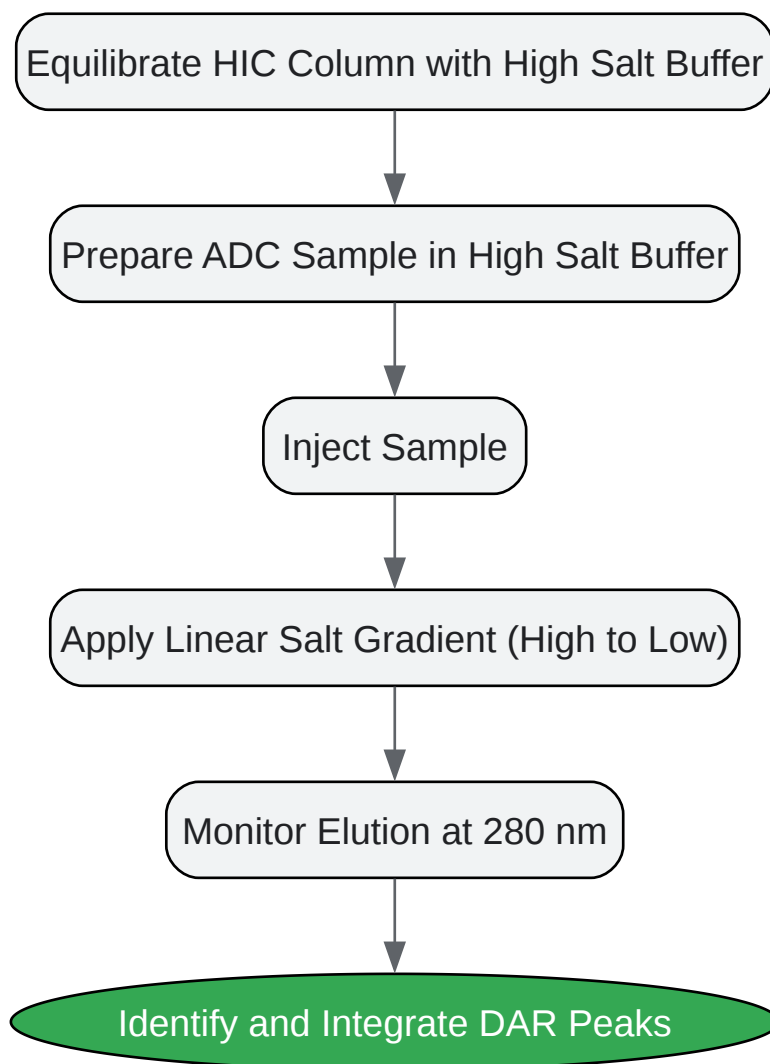 Equilibrate HIC Column with High Salt Buffer
Prepare ADC Sample in High Salt Buffer
Inject Sample
Apply Linear Salt Gradient (High to Low)
Monitor Elution at 280 nm
Identify and Integrate DAR Peaks